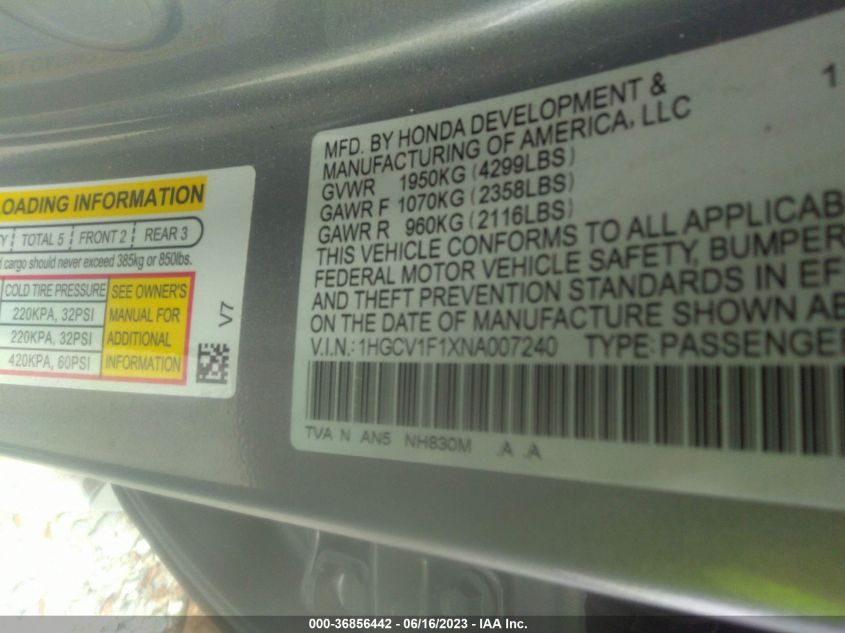 LOADING INFORMATION
TOTAL 5 FRONT 2 REAR 3
cargo should never exceed 385kg or 850lbs.
COLD TIRE PRESSURE
220KPA, 32PSI
220KPA, 32PSI
420KPA, 60PSI
SEE OWNER'S
MANUAL FOR
ADDITIONAL
INFORMATION
V7
1
MFD. BY HONDA DEVELOPMENT &
MANUFACTURING OF AMERICA, LLC
GVWR 1950KG (4299LBS)
GAWR F 1070KG (2358LBS)
GAWR R 960KG (2116LBS)
THIS VEHICLE CONFORMS TO ALL APPLICAB
FEDERAL MOTOR VEHICLE SAFETY, BUMPER
AND THEFT PREVENTION STANDARDS IN EF
ON THE DATE OF MANUFACTURE SHOWN AB
V.I.N.: 1HGCV1F1XNA007240 TYPE: PASSENGER
TVA N AN5 NH830M .A .A
000-36856442 - 06/16/2023 - IAA Inc.